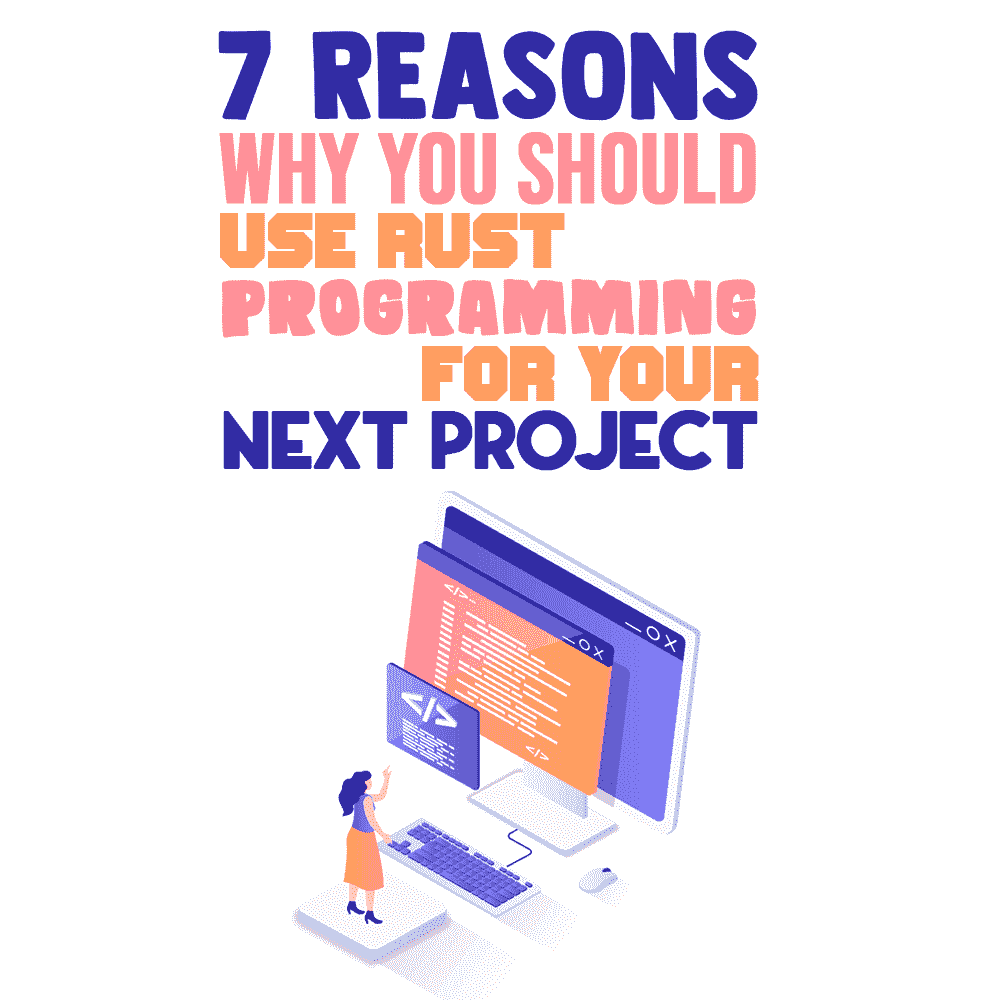 7 REASONS
WHY YOU SHOULD
USE RUST
PROGRAMMING
FOR YOUR
NEXT PROJECT
</>...
</>
</>